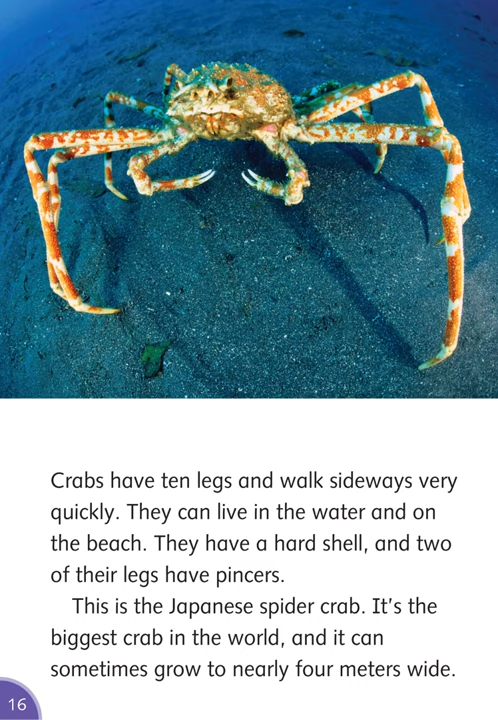 Crabs have ten legs and walk sideways very
quickly. They can live in the water and on
the beach. They have a hard shell, and two
of their legs have pincers.
This is the Japanese spider crab. It’s the
biggest crab in the world, and it can
sometimes grow to nearly four meters wide.
16